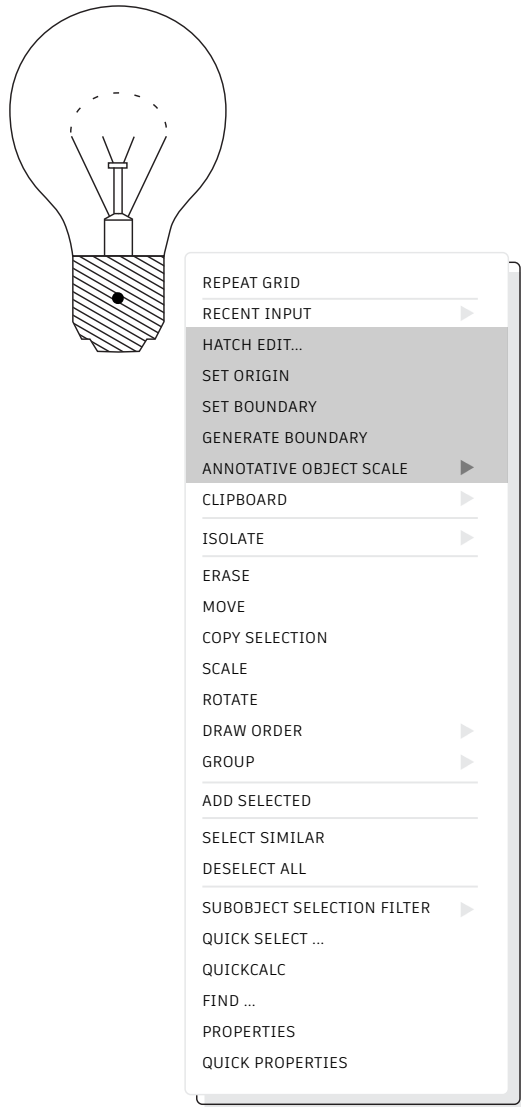 REPEAT GRID
RECENT INPUT
HATCH EDIT...
SET ORIGIN
SET BOUNDARY
GENERATE BOUNDARY
ANNOTATIVE OBJECT SCALE
CLIPBOARD
ISOLATE
ERASE
MOVE
COPY SELECTION
SCALE
ROTATE
DRAW ORDER
GROUP
ADD SELECTED
SELECT SIMILAR
DESELECT ALL
SUBOBJECT SELECTION FILTER
QUICK SELECT ...
QUICKCALC
FIND ...
PROPERTIES
QUICK PROPERTIES